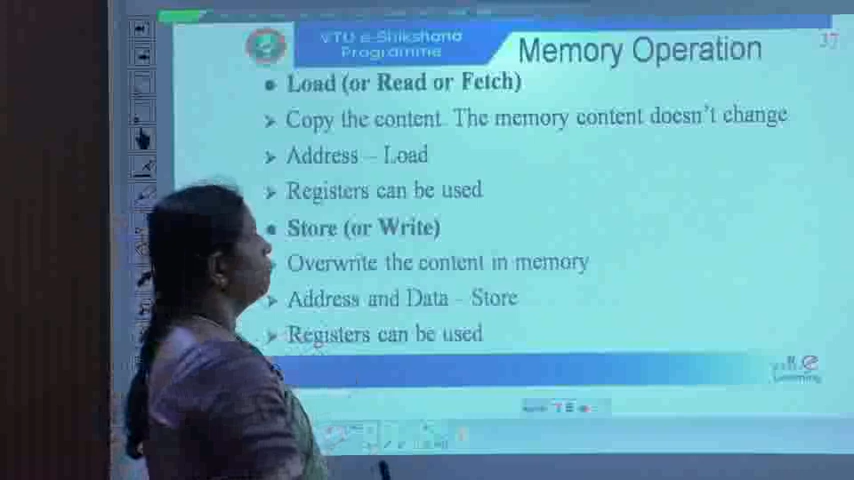 VTU e-Shikshana
Programme
Memory Operation
37
Load (or Read or Fetch)
Copy the content. The memory content doesn't change
Address – Load
Registers can be used
Store (or Write)
Overwrite the content in memory
Address and Data – Store
Registers can be used
Learning